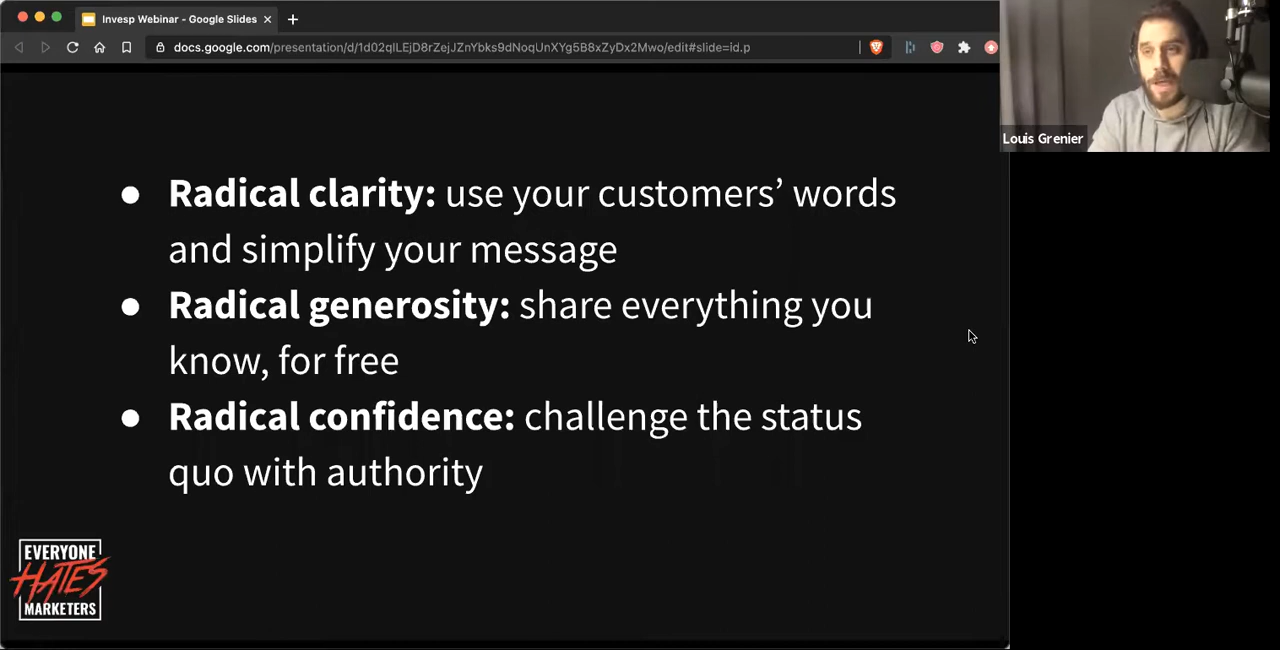 Invesp Webinar - Google Slides
docs.google.com/presentation/d/1d02qILEjD8rZejJZnYbks9dNoqUnXYg5B8xZyDx2Mwo/edit#slide=id.p
Louis Grenier
● Radical clarity: use your customers’ words
and simplify your message
● Radical generosity: share everything you
know, for free
● Radical confidence: challenge the status
quo with authority
EVERYONE
HATES
MARKETERS